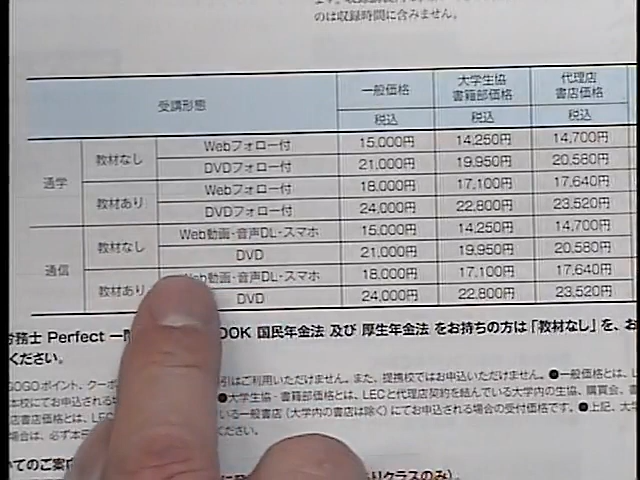 のは収録時間に含みません。
受講形態 一般価格 大学生協 書籍部価格 代理店 書店価格
税込 税込 税込
通学 教材なし Webフォロー付 15,000円 14,250円 14,700円
DVDフォロー付 21,000円 19,950円 20,580円
教材あり Webフォロー付 18,000円 17,100円 17,640円
DVDフォロー付 24,000円 22,800円 23,520円
通信 教材なし Web動画・音声DL・スマホ 15,000円 14,250円 14,700円
DVD 21,000円 19,950円 20,580円
教材あり Web動画・音声DL・スマホ 18,000円 17,100円 17,640円
DVD 24,000円 22,800円 23,520円
労務士 Perfect OOK 国民年金法 及び 厚生年金法 をお持ちの方は「教材なし」を、お
ください。
GOGOポイント、クーポ 引はご利用いただけません。また、提携校ではお申込いただけません。●一般価格とは、L
本校にてお申込される ●大学生協・書籍部価格とは、LECと代理店契約を結んでいる大学内の生協、購買会、
店書店価格とは、LEC いる一般書店(大学内の書店は除く)にてお申込される場合の受付価格です。●上記、大
場合は、必ず本 ください。
いてのご案内 りクラスのみ)。